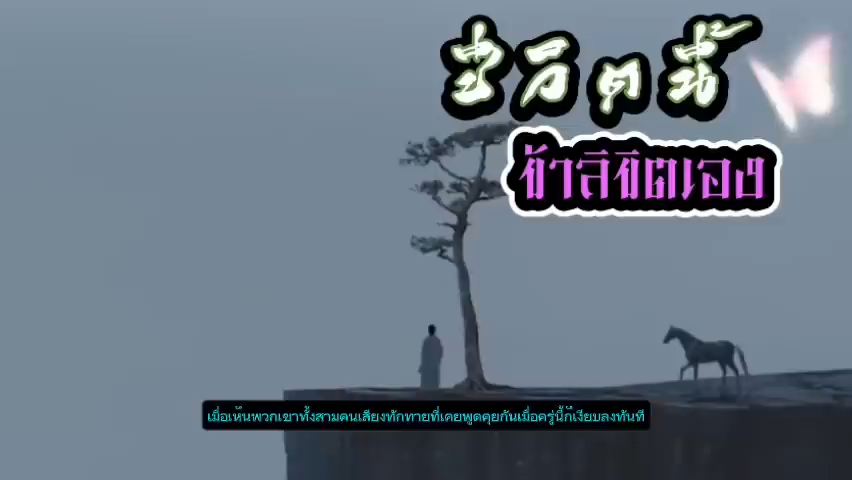 ชีวิตนี้
ข้าลิขิตเอง
เมื่อเห็นพวกเขาทั้งสามคนเสียงทักทายที่เคยพูดคุยกันเมื่อครู่นี้ก็เงียบลงทันที